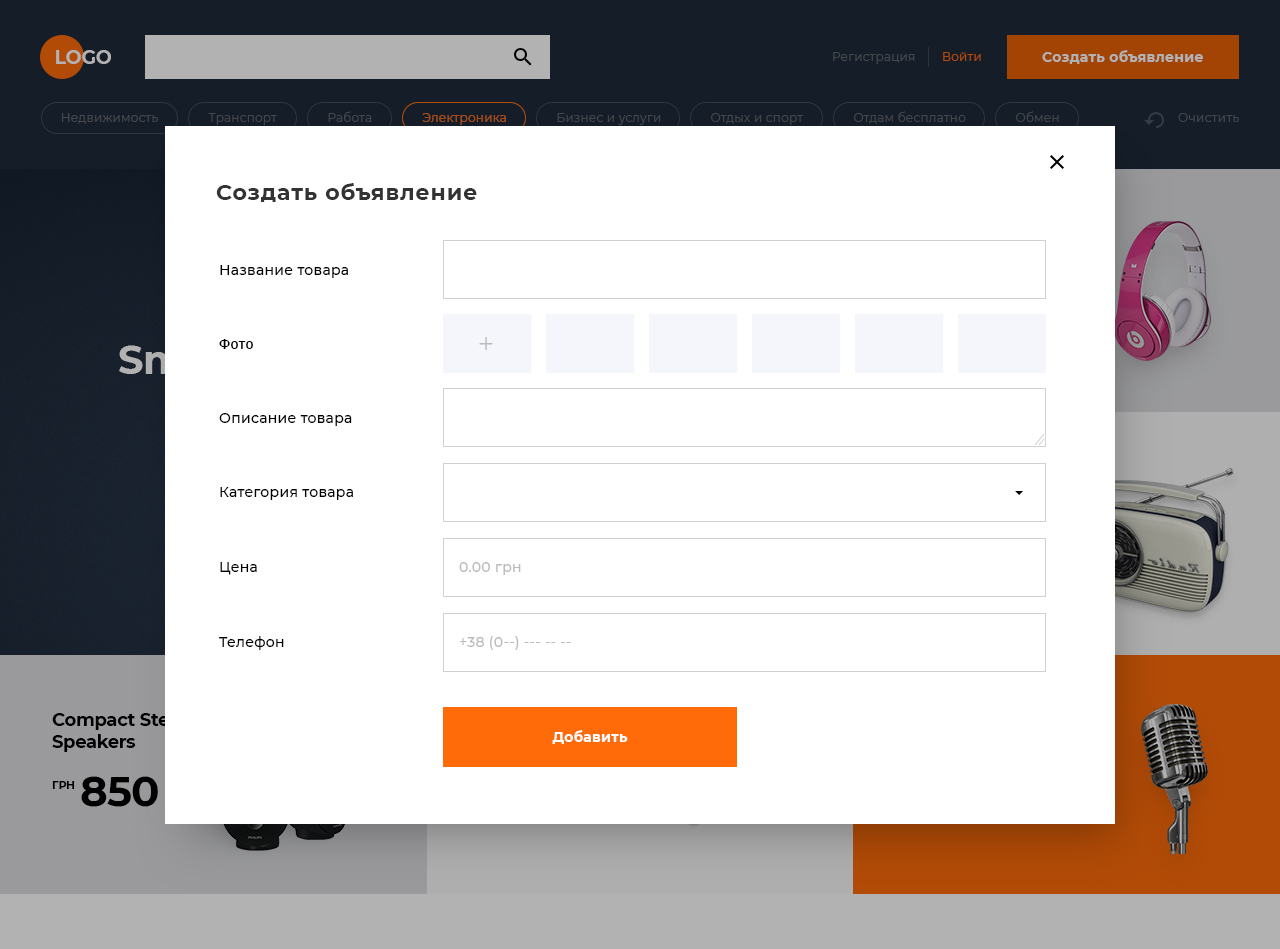 LOGO
Регистрация
Войти
Создать объявление
Недвижимость
Транспорт
Работа
Электроника
Бизнес и услуги
Отдых и спорт
Отдам бесплатно
Обмен
Очистить
Создать объявление
Название товара
Фото
+
Описание товара
Категория товара
Цена
0.00 грн
Телефон
+38 (0--) --- -- --
Добавить
Compact Ste
Speakers
ГРН 850
Radio